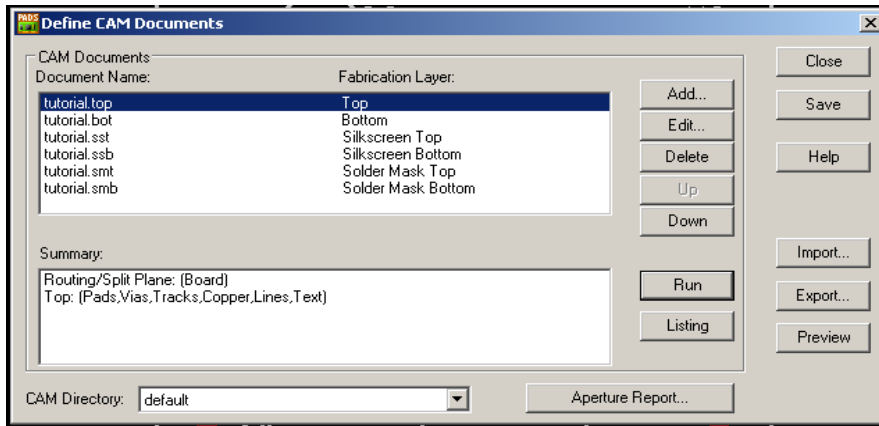 PADS Define CAM Documents
CAM Documents
Document Name: Fabrication Layer:
tutorial.top Top
tutorial.bot Bottom
tutorial.sst Silkscreen Top
tutorial.ssb Silkscreen Bottom
tutorial.smt Solder Mask Top
tutorial.smb Solder Mask Bottom
Add...
Edit...
Delete
Up
Down
Summary:
Routing/Split Plane: (Board)
Top: (Pads,Vias,Tracks,Copper,Lines,Text)
Run
Listing
CAM Directory: default
Aperture Report...
Close
Save
Help
Import...
Export...
Preview